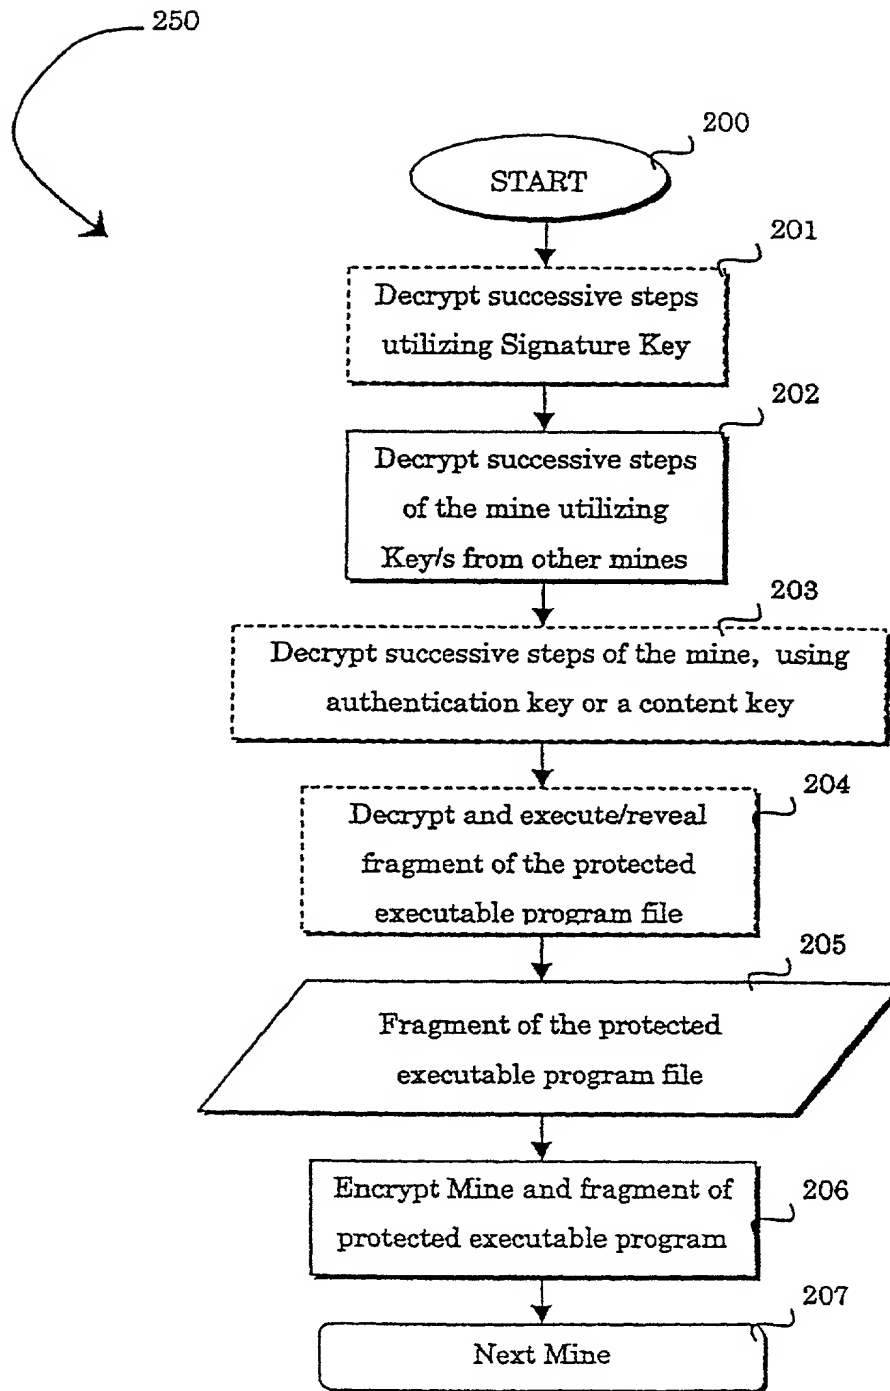 250
200
START
201
Decrypt successive steps
utilizing Signature Key
202
Decrypt successive steps
of the mine utilizing
Key/s from other mines
203
Decrypt successive steps of the mine, using
authentication key or a content key
204
Decrypt and execute/reveal
fragment of the protected
executable program file
205
Fragment of the protected
executable program file
Encrypt Mine and fragment of
protected executable program
206
207
Next Mine